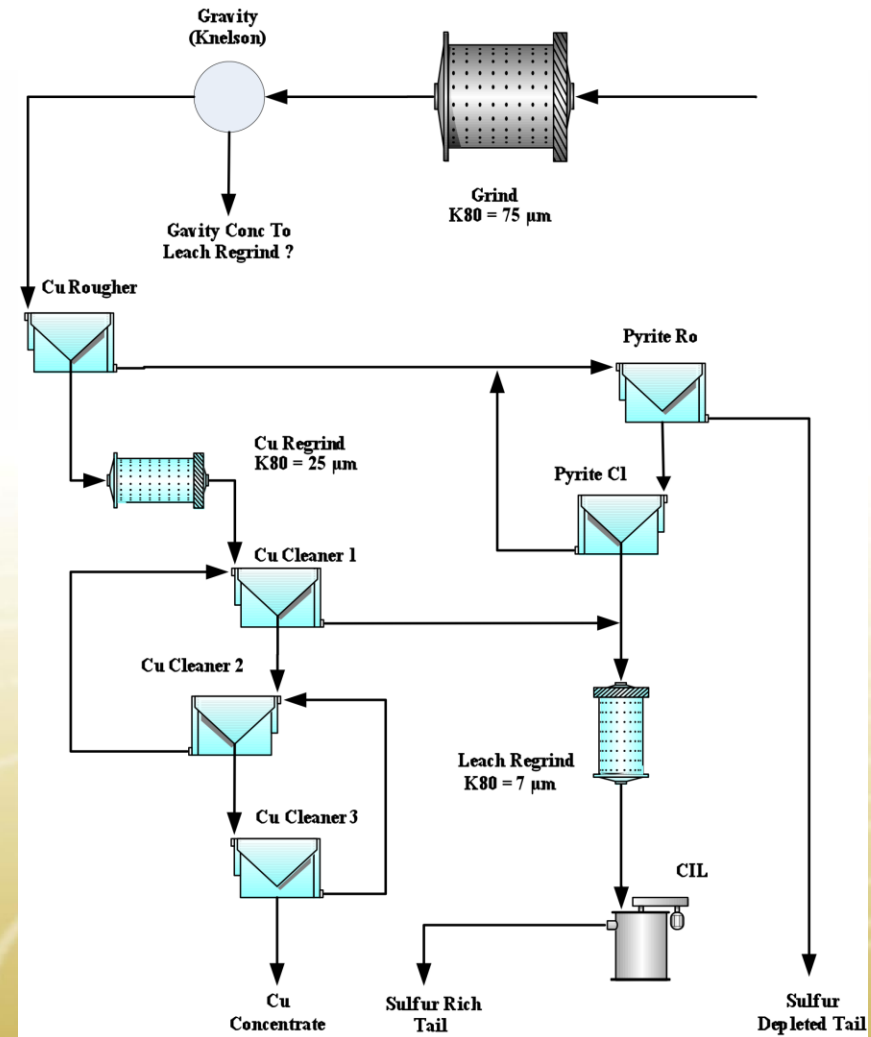 Gravity
(Knelson)
Grind
K80 = 75 µm
Gavity Conc To
Leach Regrind ?
Cu Rougher
Pyrite Ro
Cu Regrind
K80 = 25 µm
Pyrite Cl
Cu Cleaner 1
Cu Cleaner 2
Leach Regrind
K80 = 7 µm
Cu Cleaner 3
CIL
Cu
Concentrate
Sulfur Rich
Tail
Sulfur
Depleted Tail